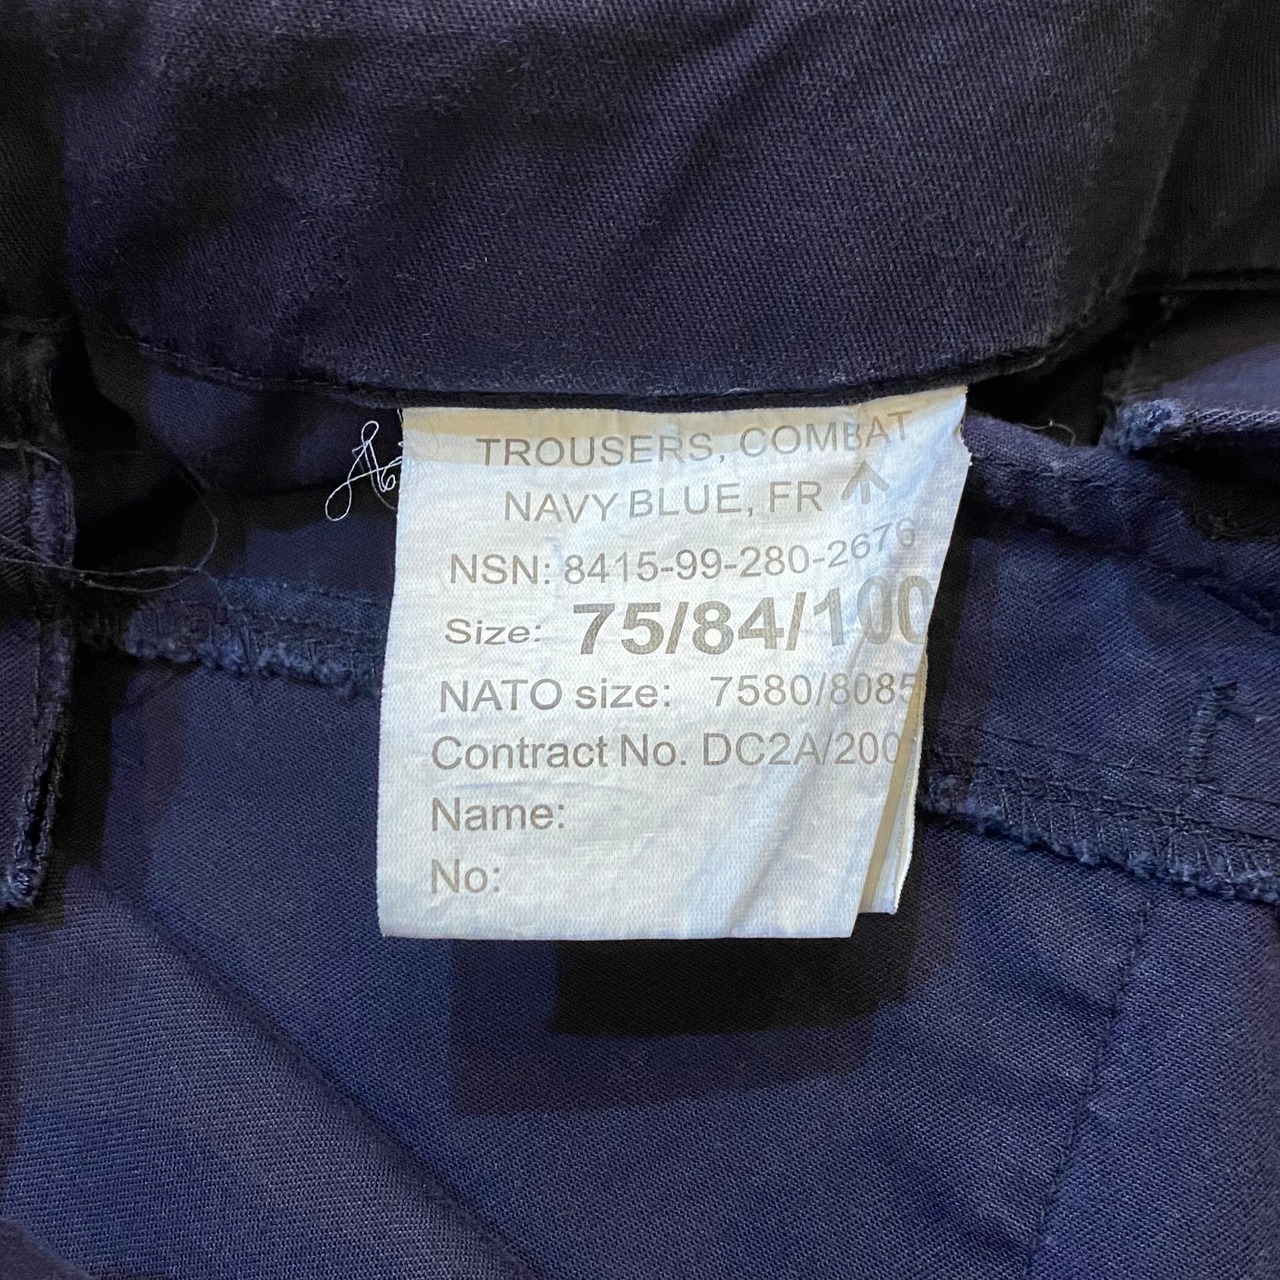 TROUSERS, COMBAT
NAVY BLUE, FR
NSN: 8415-99-280-2676
Size: 75/84/100
NATO size: 7580/8085
Contract No. DC2A/200
Name:
No: